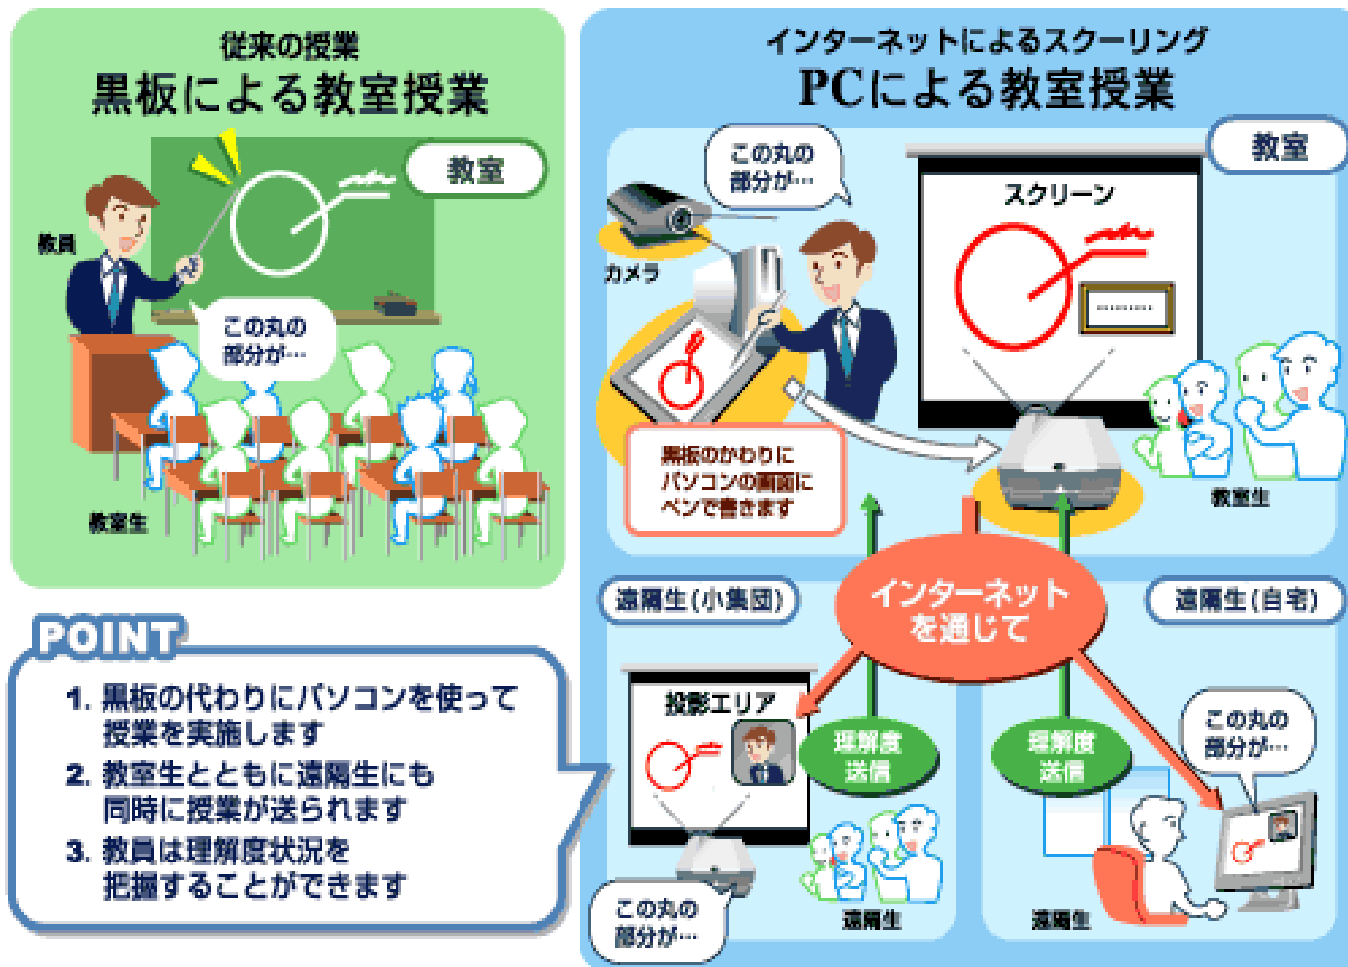 従来の授業
黒板による教室授業
教室
教員
この丸の
部分が…
教室生
インターネットによるスクーリング
PCによる教室授業
教室
この丸の
部分が…
スクリーン
カメラ
黒板のかわりに
パソコンの画面に
ペンで書きます
教室生
インターネット
を通じて
遠隔生(小集団)
投影エリア
理解度
送信
この丸の
部分が…
遠隔生
遠隔生(自宅)
理解度
送信
この丸の
部分が…
遠隔生
POINT
1. 黒板の代わりにパソコンを使って
授業を実施します
2. 教室生とともに遠隔生にも
同時に授業が送られます
3. 教員は理解度状況を
把握することができます